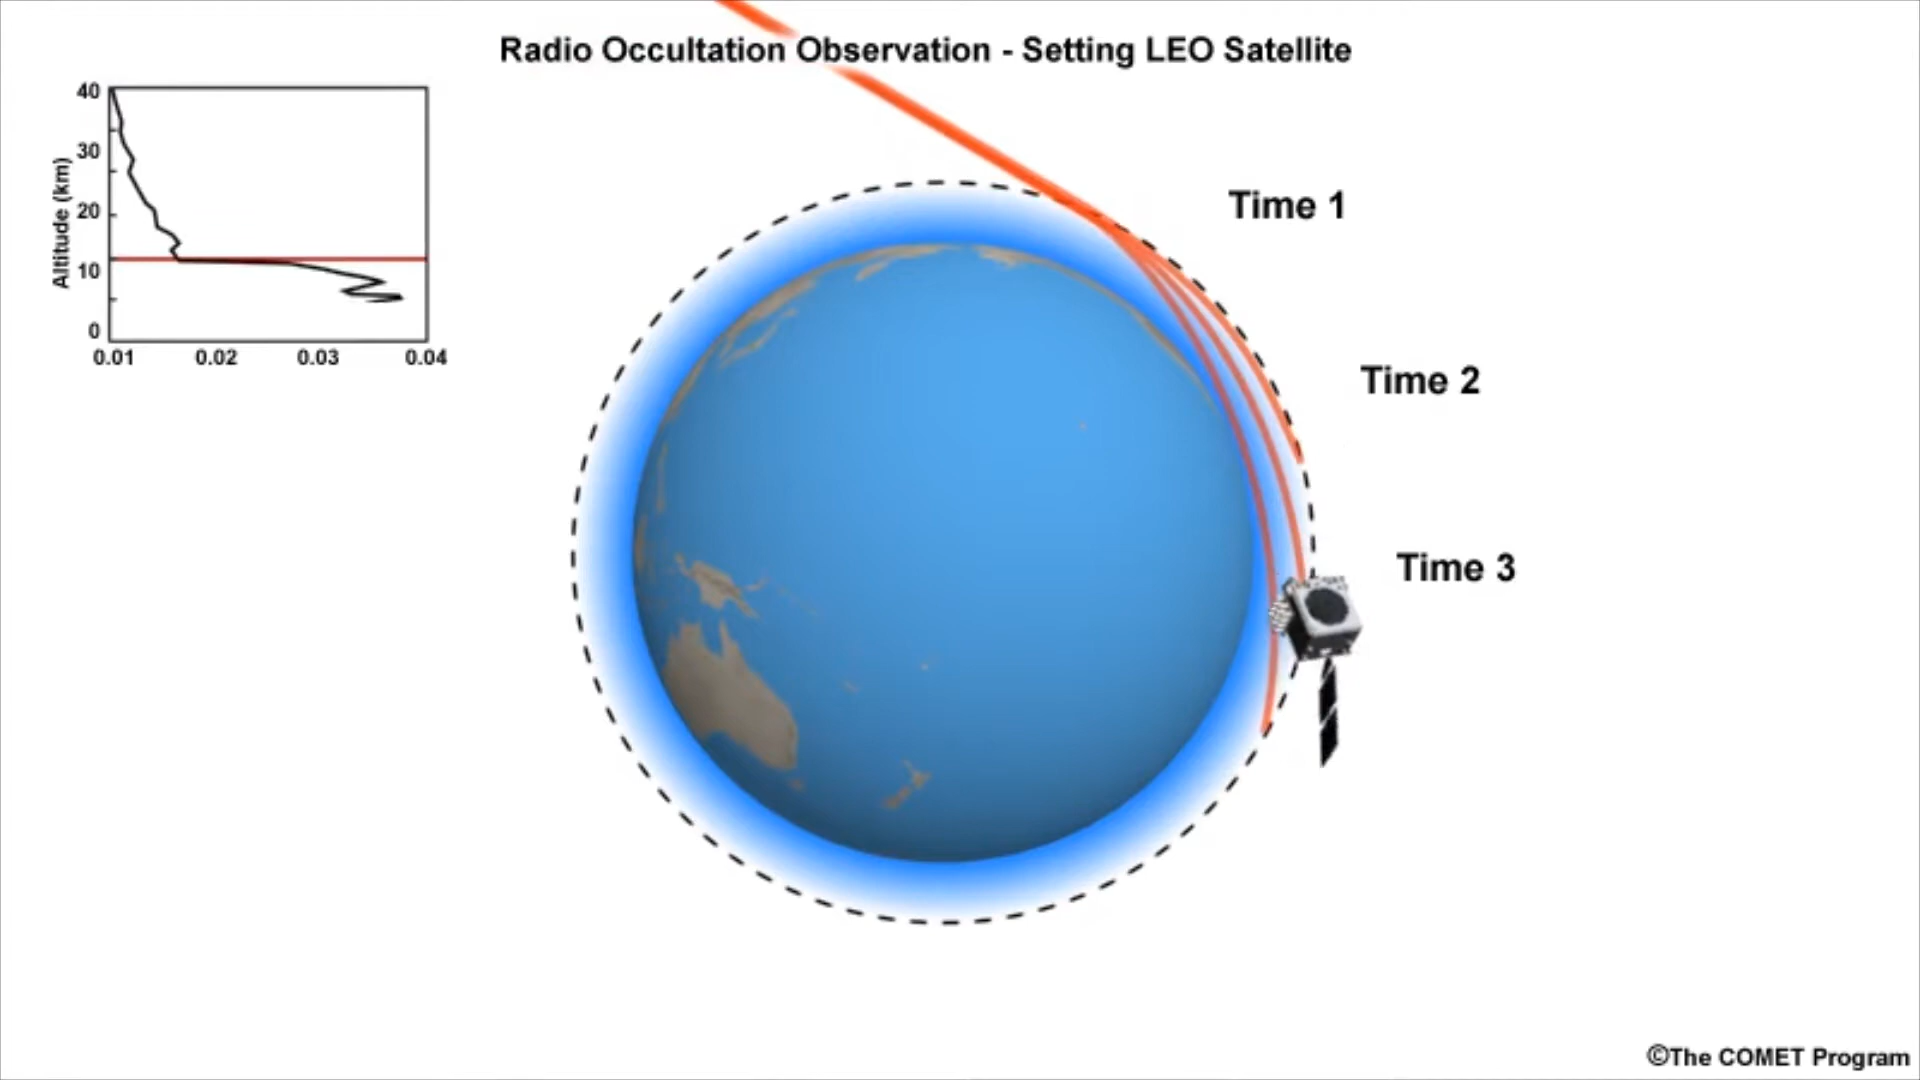 Radio Occultation Observation - Setting LEO Satellite
Altitude (km)
40
30
20
10
0
0.01 0.02 0.03 0.04
Time 1
Time 2
Time 3
©The COMET Program